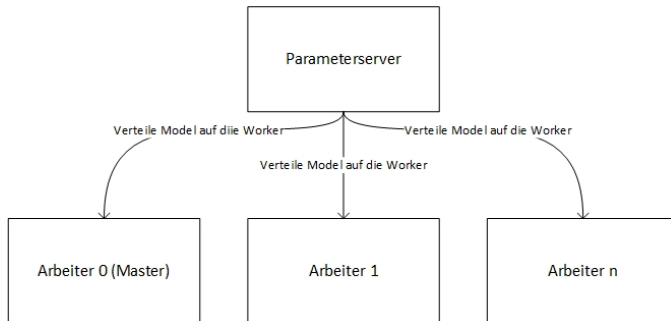 Parameterserver
Verteile Model auf diie Worker
Verteile Model auf die Worker
Verteile Model auf die Worker
Arbeiter 0 (Master)
Arbeiter 1
Arbeiter n